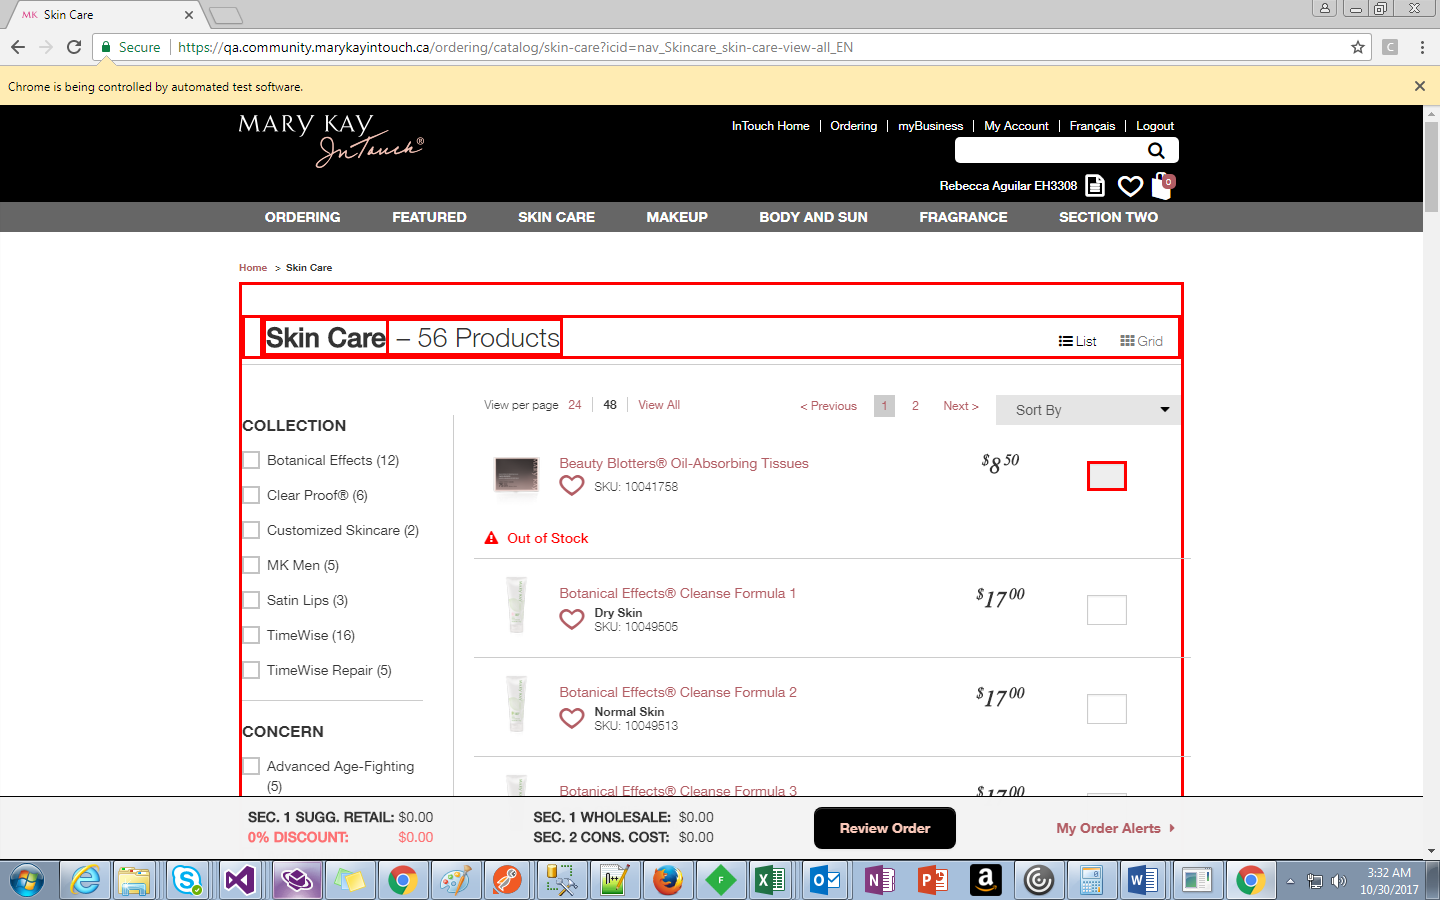 MK Skin Care
Secure https://qa.community.marykayintouch.ca/ordering/catalog/skin-care?icid=nav_Skincare_skin-care-view-all_EN
C
Chrome is being controlled by automated test software.
MARY KAY
InTouch®
InTouch Home | Ordering | myBusiness | My Account | Français | Logout
Rebecca Aguilar EH3308
0
ORDERING FEATURED SKIN CARE MAKEUP BODY AND SUN FRAGRANCE SECTION TWO
Home > Skin Care
Skin Care – 56 Products
List Grid
View per page 24 | 48 | View All
< Previous 1 2 Next >
Sort By
COLLECTION
Botanical Effects (12)
Clear Proof® (6)
Customized Skincare (2)
MK Men (5)
Satin Lips (3)
TimeWise (16)
TimeWise Repair (5)
CONCERN
Advanced Age-Fighting
(5)
Beauty Blotters® Oil-Absorbing Tissues
SKU: 10041758
$8 50
Out of Stock
Botanical Effects® Cleanse Formula 1
Dry Skin
SKU: 10049505
$17 00
Botanical Effects® Cleanse Formula 2
Normal Skin
SKU: 10049513
$17 00
Botanical Effects® Cleanse Formula 3
$17 00
SEC. 1 SUGG. RETAIL: $0.00
0% DISCOUNT: $0.00
SEC. 1 WHOLESALE: $0.00
SEC. 2 CONS. COST: $0.00
Review Order
My Order Alerts
3:32 AM
10/30/2017